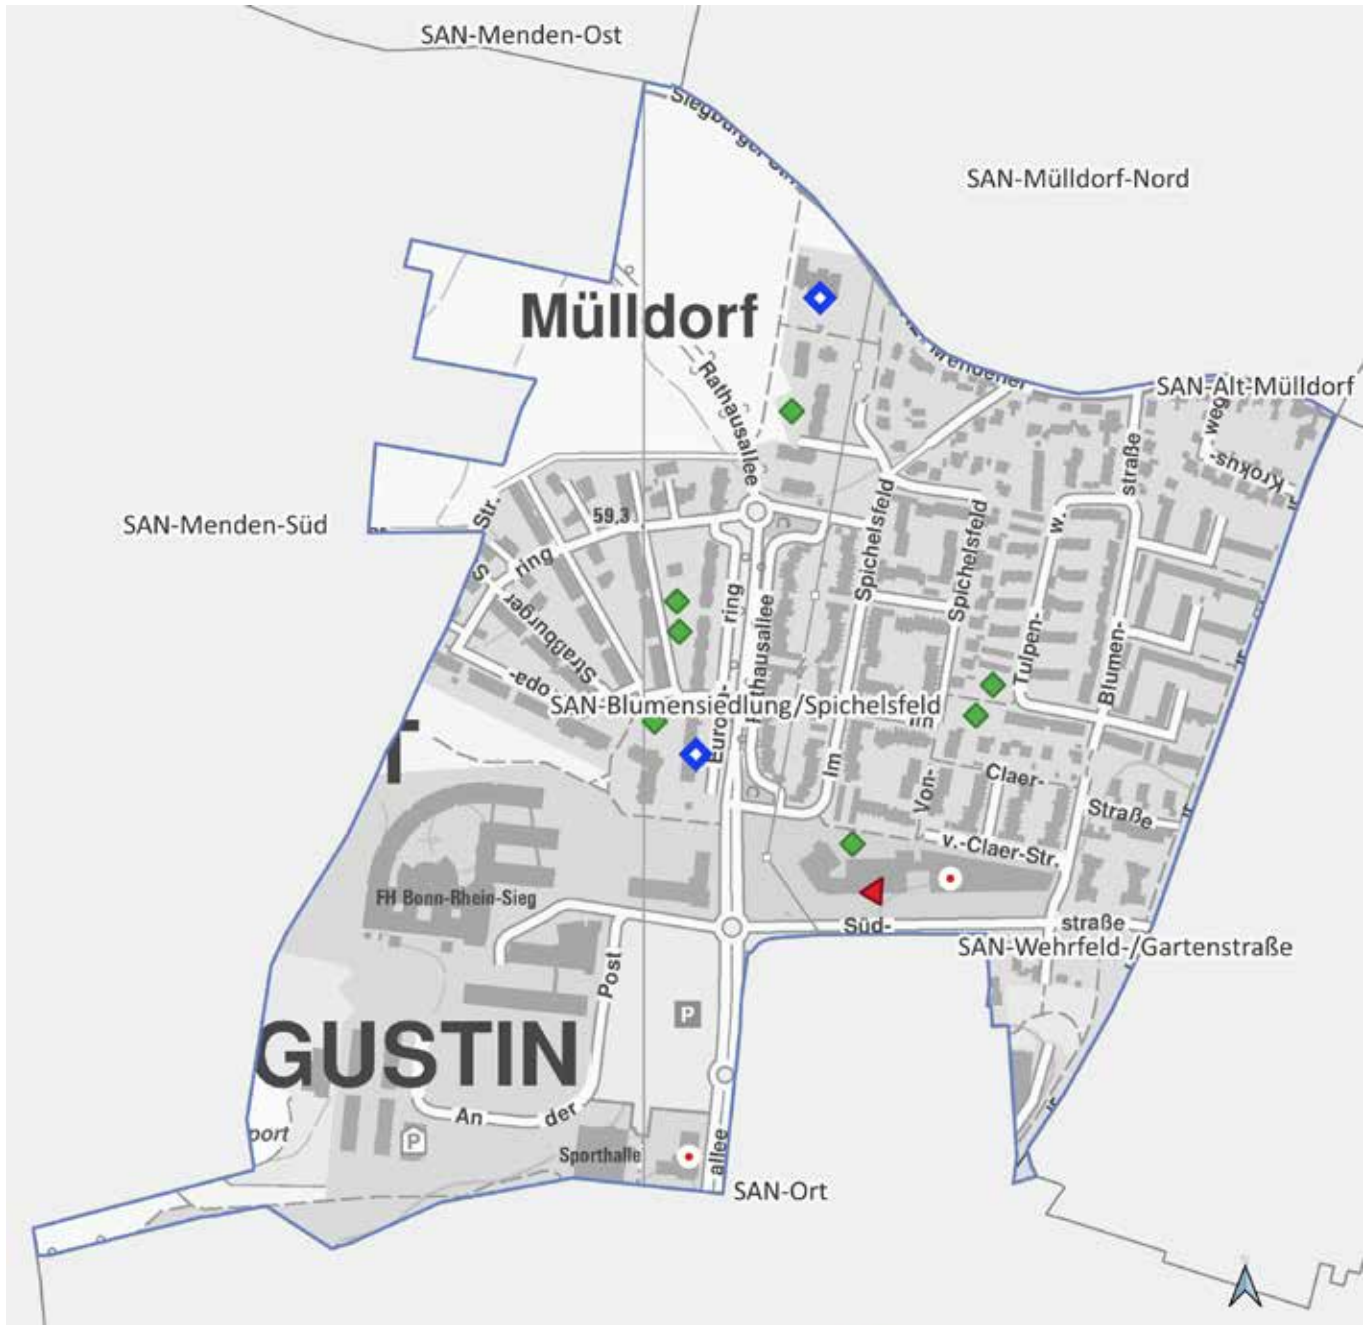 SAN-Menden-Ost
Siegburger Str.
SAN-Mülldorf-Nord
Mülldorf
Mendener
SAN-Alt-Mülldorf
Rathausallee
straße
weg
Krokus-
SAN-Menden-Süd
Str.
59,3
ring
Spichelsfeld
Spichelsfeld
w.
S
Straßburger
ring
Rathausallee
Tulpen-
Blumen-
opa-
SAN-Blumensiedlung/Spichelsfeld
Europa-
Im
Im
T
Von-
Claer-
Straße
v.-Claer-Str.
FH Bonn-Rhein-Sieg
Süd-
straße
SAN-Wehrfeld-/Gartenstraße
Post
P
GUSTIN
An
der
port
P
Sporthalle
allee
SAN-Ort